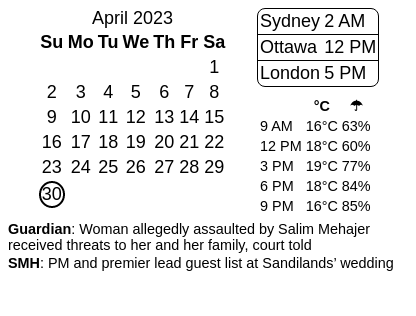 April 2023
Su Mo Tu We Th Fr Sa
1
2 3 4 5 6 7 8
9 10 11 12 13 14 15
16 17 18 19 20 21 22
23 24 25 26 27 28 29
30
Sydney 2 AM
Ottawa 12 PM
London 5 PM
°C ☂
9 AM 16°C 63%
12 PM 18°C 60%
3 PM 19°C 77%
6 PM 18°C 84%
9 PM 16°C 85%
Guardian: Woman allegedly assaulted by Salim Mehajer
received threats to her and her family, court told
SMH: PM and premier lead guest list at Sandilands’ wedding